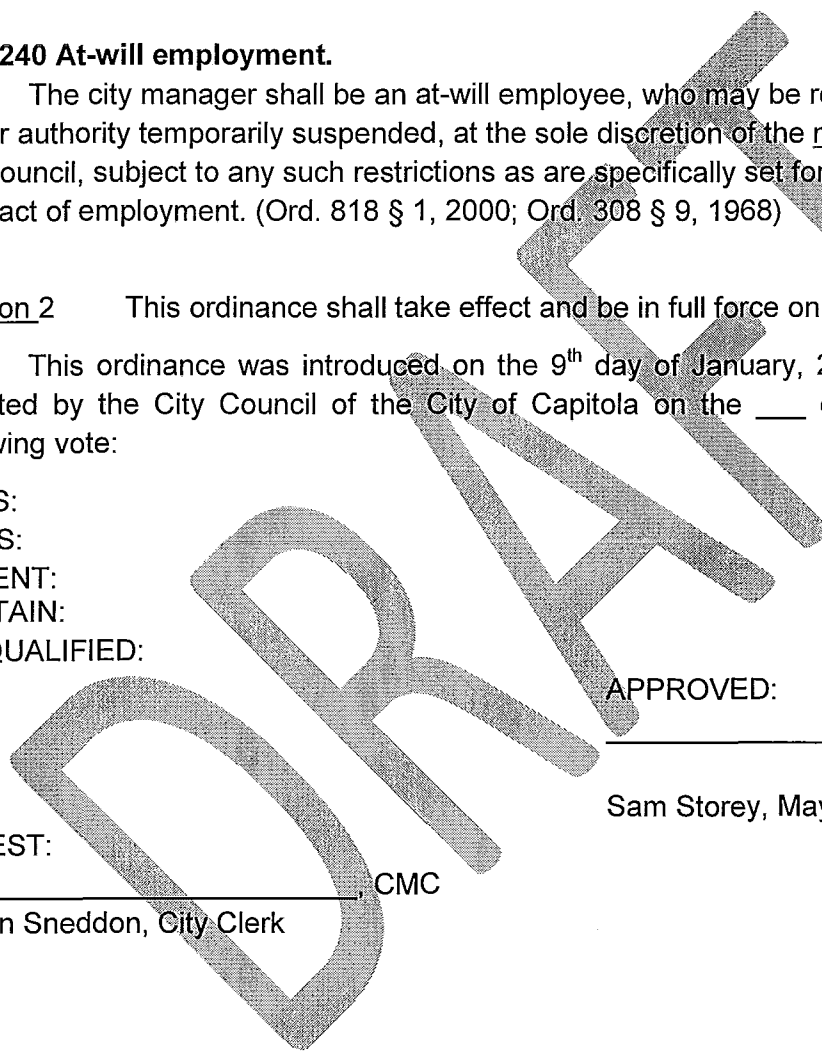 240 At-will employment.
The city manager shall be an at-will employee, who may be r
r authority temporarily suspended, at the sole discretion of the
ouncil, subject to any such restrictions as are specifically set for
act of employment. (Ord. 818 § 1, 2000; Ord. 308 § 9, 1968)
on 2 This ordinance shall take effect and be in full force on
This ordinance was introduced on the 9th day of January, 2
ted by the City Council of the City of Capitola on the ___
wing vote:
S:
S:
ENT:
TAIN:
QUALIFIED:
APPROVED:
Sam Storey, May
EST:
, CMC
n Sneddon, City Clerk
DRAFT